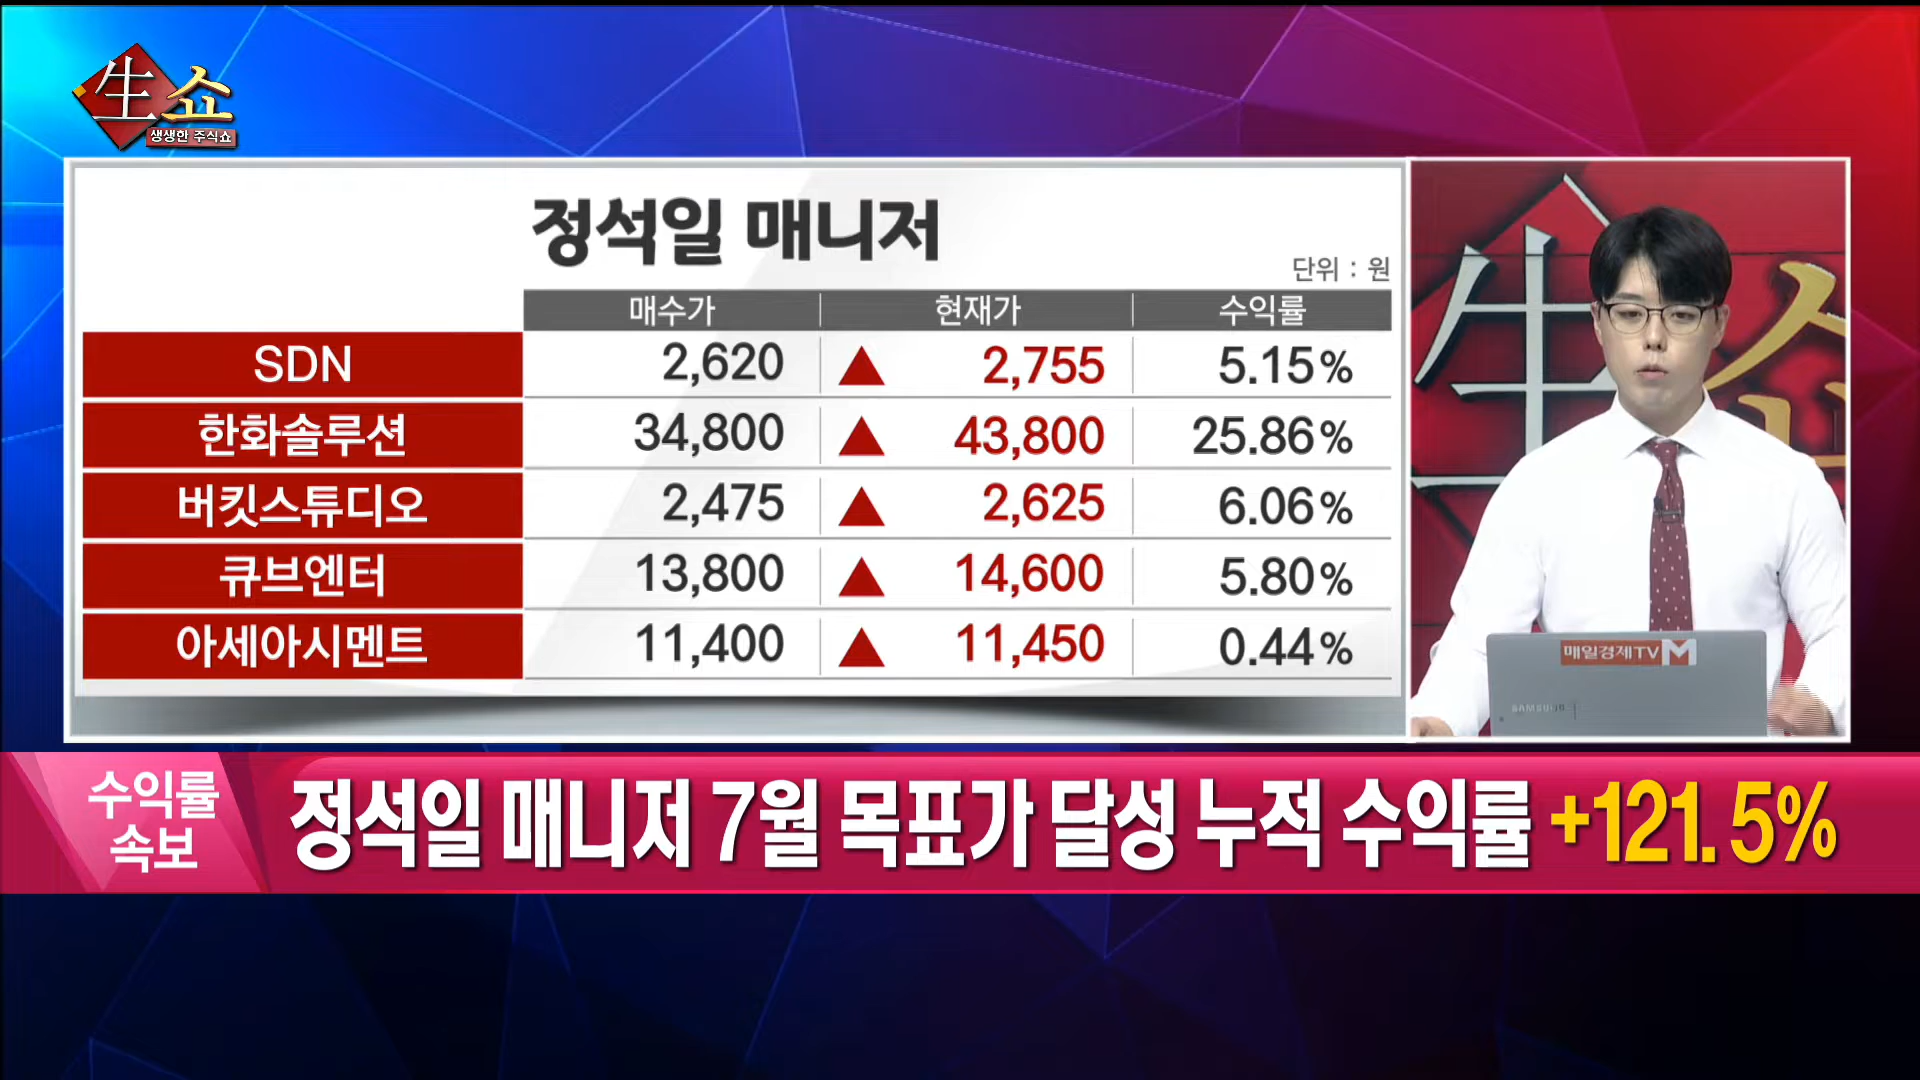 生쇼
생생한 주식쇼
정석일 매니저
단위 : 원
매수가 현재가 수익률
SDN 2,620 ▲ 2,755 5.15%
한화솔루션 34,800 ▲ 43,800 25.86%
버킷스튜디오 2,475 ▲ 2,625 6.06%
큐브엔터 13,800 ▲ 14,600 5.80%
아세아시멘트 11,400 ▲ 11,450 0.44%
生쇼
매일경제TV M
SAMSUNG
수익률
속보
정석일 매니저 7월 목표가 달성 누적 수익률 +121.5%